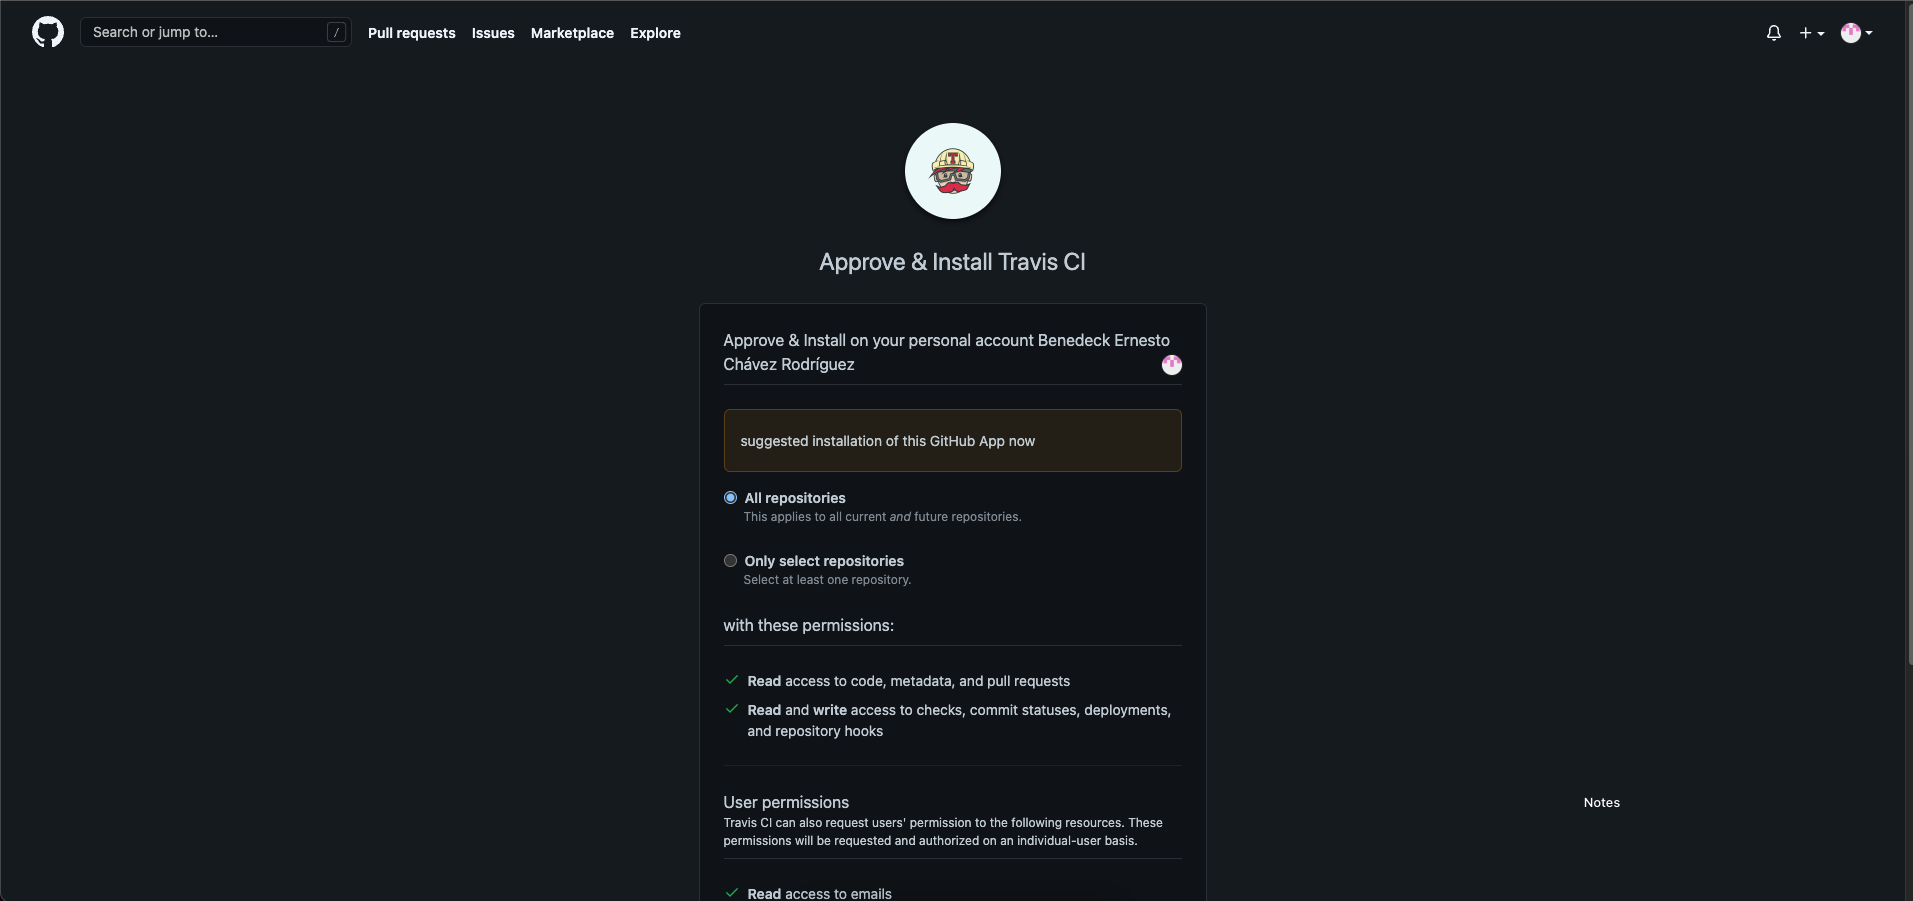 Search or jump to...
/
Pull requests
Issues
Marketplace
Explore
T
Approve & Install Travis CI
Approve & Install on your personal account Benedeck Ernesto
Chávez Rodríguez
suggested installation of this GitHub App now
All repositories
This applies to all current and future repositories.
Only select repositories
Select at least one repository.
with these permissions:
Read access to code, metadata, and pull requests
Read and write access to checks, commit statuses, deployments,
and repository hooks
User permissions
Travis CI can also request users' permission to the following resources. These
permissions will be requested and authorized on an individual-user basis.
Read access to emails
Notes